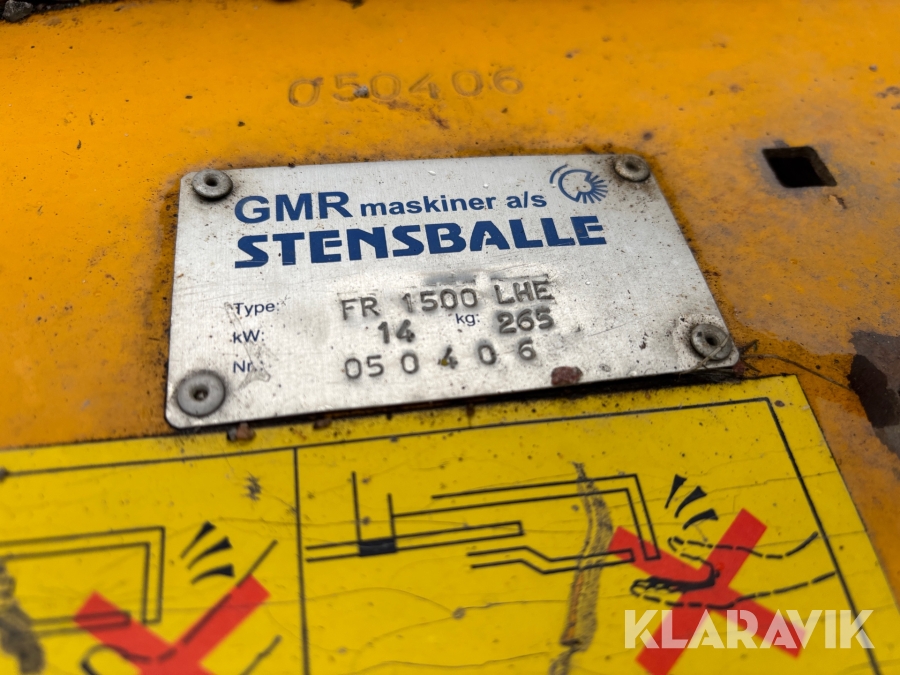 050406
GMR maskiner a/s
STENSBALLE
Type: FR 1500 LHE
kW: 14 kg: 265
Nr.: 050406
KLARAVIK